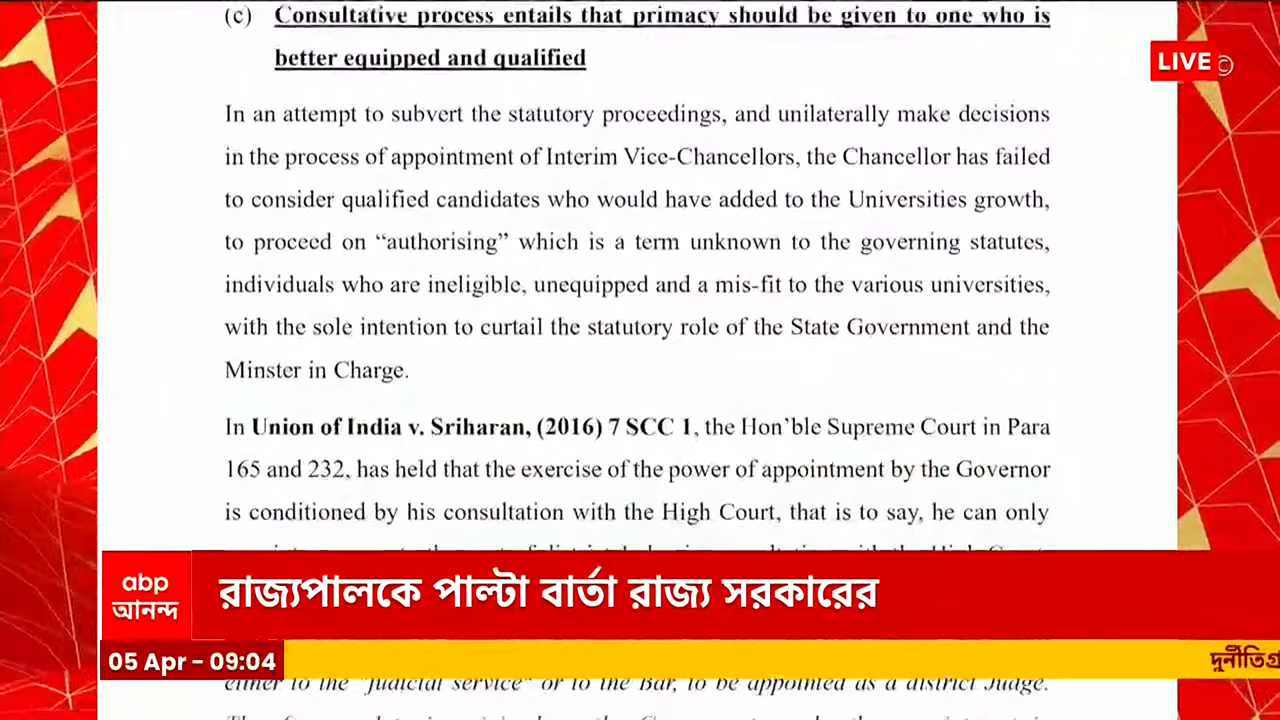 (c) Consultative process entails that primacy should be given to one who is
better equipped and qualified
LIVE ©
In an attempt to subvert the statutory proceedings, and unilaterally make decisions
in the process of appointment of Interim Vice-Chancellors, the Chancellor has failed
to consider qualified candidates who would have added to the Universities growth,
to proceed on “authorising” which is a term unknown to the governing statutes,
individuals who are ineligible, unequipped and a mis-fit to the various universities,
with the sole intention to curtail the statutory role of the State Government and the
Minster in Charge.
In Union of India v. Sriharan, (2016) 7 SCC 1, the Hon’ble Supreme Court in Para
165 and 232, has held that the exercise of the power of appointment by the Governor
is conditioned by his consultation with the High Court, that is to say, he can only
abp
আনন্দ
রাজ্যপালকে পাল্টা বার্তা রাজ্য সরকারের
05 Apr - 09:04
either to the "judicial service" or to the Bar, to be appointed as a district Judge.